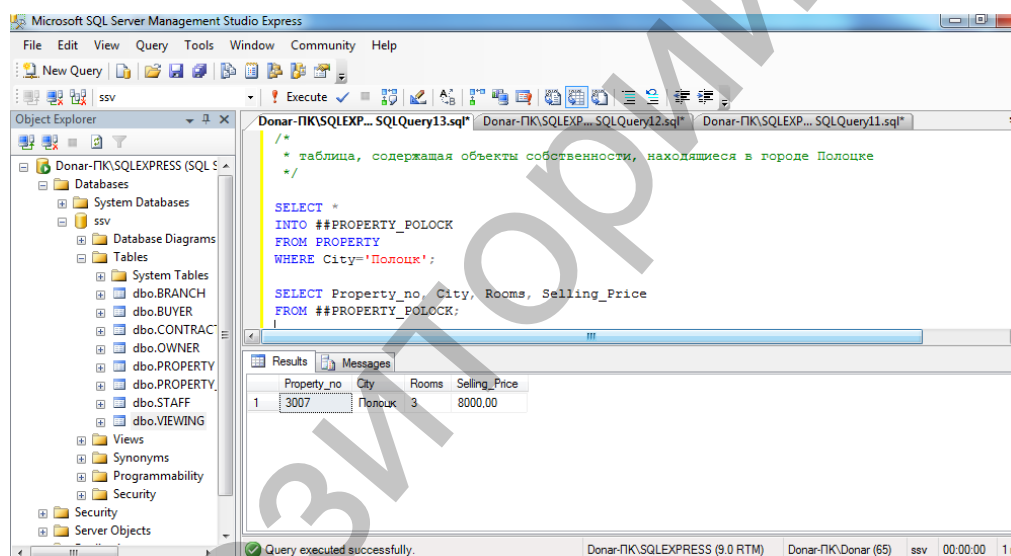 Microsoft SQL Server Management Studio Express
File Edit View Query Tools Window Community Help
New Query
ssv
Execute
Object Explorer
Donar-ПК\SQLEXPRESS (SQL S
Databases
System Databases
ssv
Database Diagrams
Tables
System Tables
dbo.BRANCH
dbo.BUYER
dbo.CONTRACT
dbo.OWNER
dbo.PROPERTY
dbo.PROPERTY_
dbo.STAFF
dbo.VIEWING
Views
Synonyms
Programmability
Security
Security
Server Objects
Donar-ПК\SQLEXP... SQLQuery13.sql* Donar-ПК\SQLEXP... SQLQuery12.sql* Donar-ПК\SQLEXP... SQLQuery11.sql*
/*
* таблица, содержащая объекты собственности, находящиеся в городе Полоцке
*/
SELECT *
INTO ##PROPERTY_POLOCK
FROM PROPERTY
WHERE City='Полоцк';
SELECT Property_no, City, Rooms, Selling_Price
FROM ##PROPERTY_POLOCK;
Results Messages
Property_no City Rooms Selling_Price
1 3007 Полоцк 3 8000,00
Query executed successfully. Donar-ПК\SQLEXPRESS (9.0 RTM) Donar-ПК\Donar (65) ssv 00:00:00 1